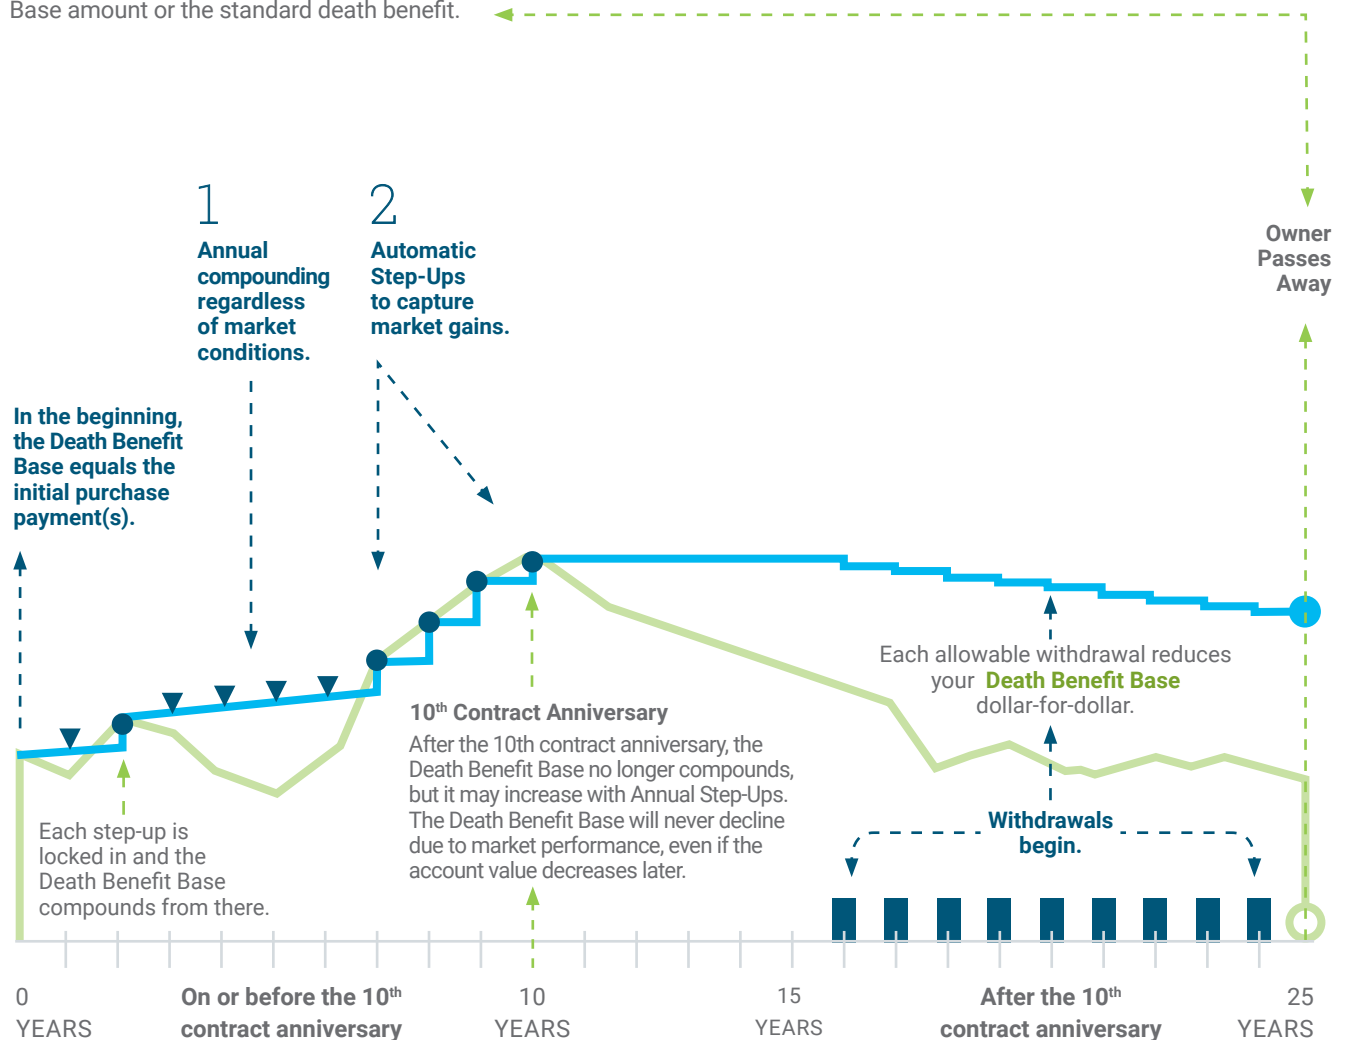 Base amount or the standard death benefit.
1
Annual
compounding
regardless
of market
conditions.
2
Automatic
Step-Ups
to capture
market gains.
Owner
Passes
Away
In the beginning,
the Death Benefit
Base equals the
initial purchase
payment(s).
Each allowable withdrawal reduces
your Death Benefit Base
dollar-for-dollar.
10th Contract Anniversary
After the 10th contract anniversary, the
Death Benefit Base no longer compounds,
but it may increase with Annual Step-Ups.
The Death Benefit Base will never decline
due to market performance, even if the
account value decreases later.
Each step-up is
locked in and the
Death Benefit Base
compounds from there.
Withdrawals
begin.
0
YEARS
On or before the 10th
contract anniversary
10
YEARS
15
YEARS
After the 10th
contract anniversary
25
YEARS